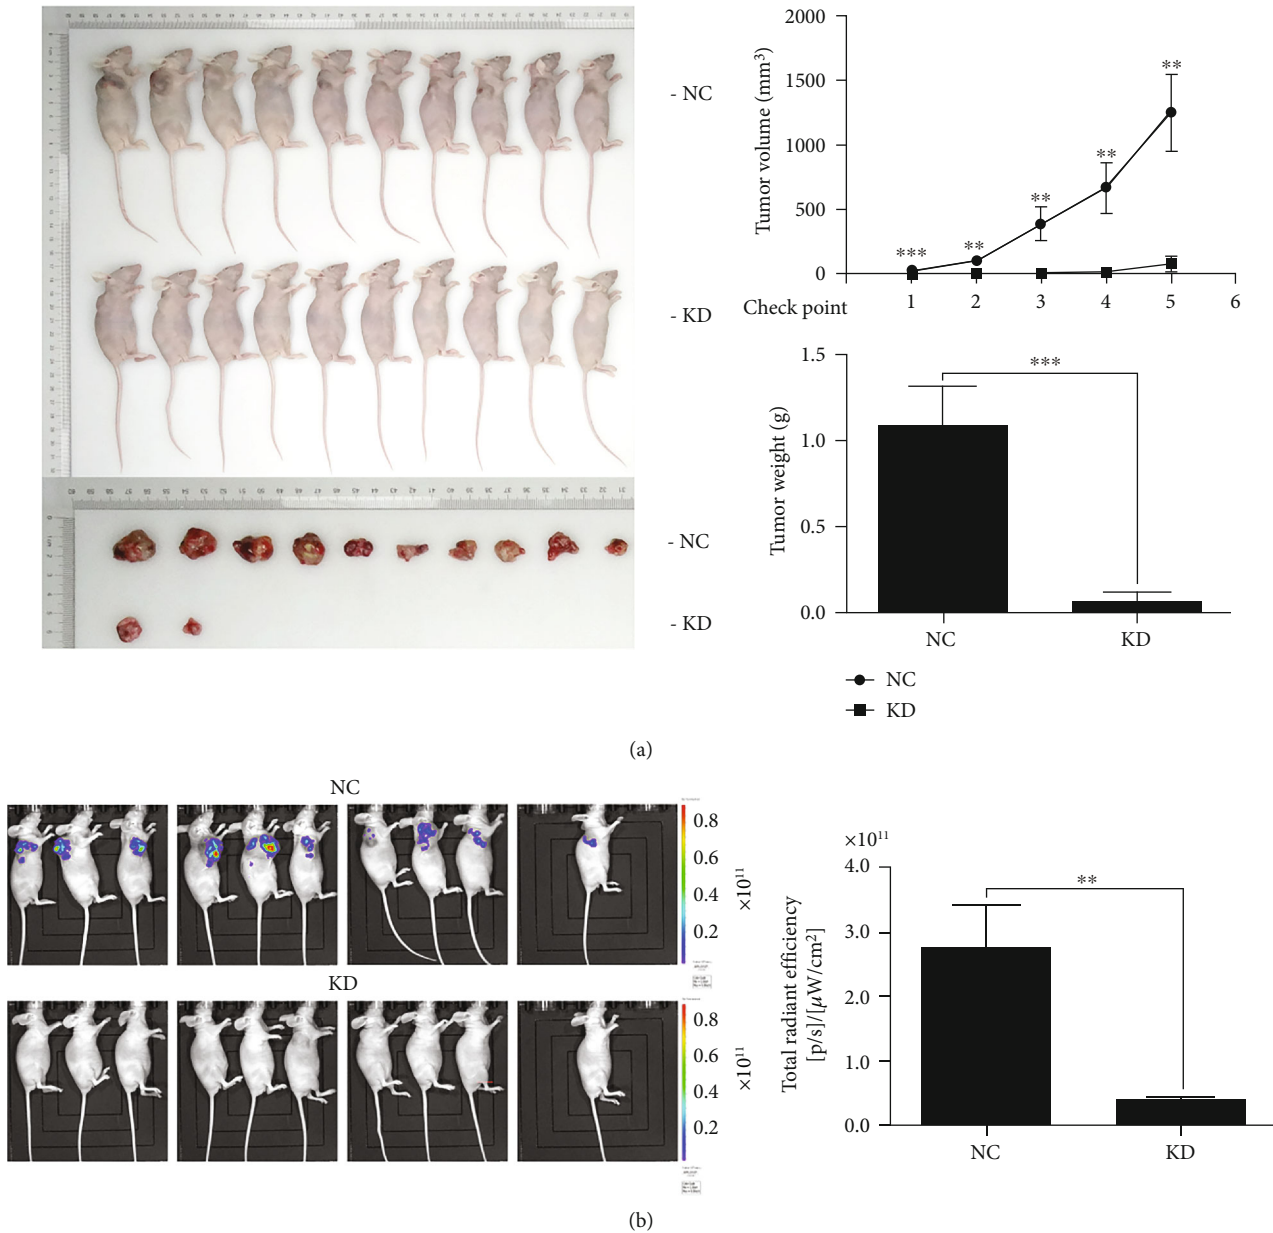 - NC
- KD
- NC
- KD
Tumor volume (mm³)
2000
1500
1000
500
0
***
**
**
**
**
Check point
1 2 3 4 5 6
Tumor weight (g)
1.5
1.0
0.5
0.0
***
NC KD
NC
KD
(a)
NC
0.8
0.6
0.4
0.2
×10¹¹
KD
0.8
0.6
0.4
0.2
×10¹¹
Total radiant efficiency
[p/s]/[µW/cm²]
×10¹¹
4.0
3.0
2.0
1.0
0.0
**
NC KD
(b)